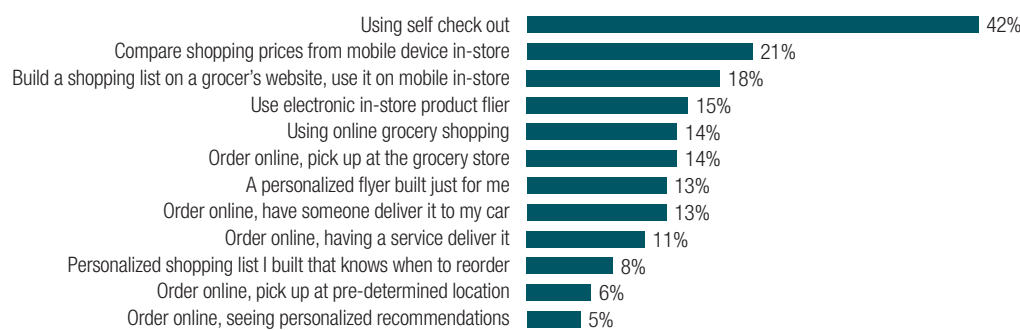 Using self check out 42%
Compare shopping prices from mobile device in-store 21%
Build a shopping list on a grocer’s website, use it on mobile in-store 18%
Use electronic in-store product flier 15%
Using online grocery shopping 14%
Order online, pick up at the grocery store 14%
A personalized flyer built just for me 13%
Order online, have someone deliver it to my car 13%
Order online, having a service deliver it 11%
Personalized shopping list I built that knows when to reorder 8%
Order online, pick up at pre-determined location 6%
Order online, seeing personalized recommendations 5%